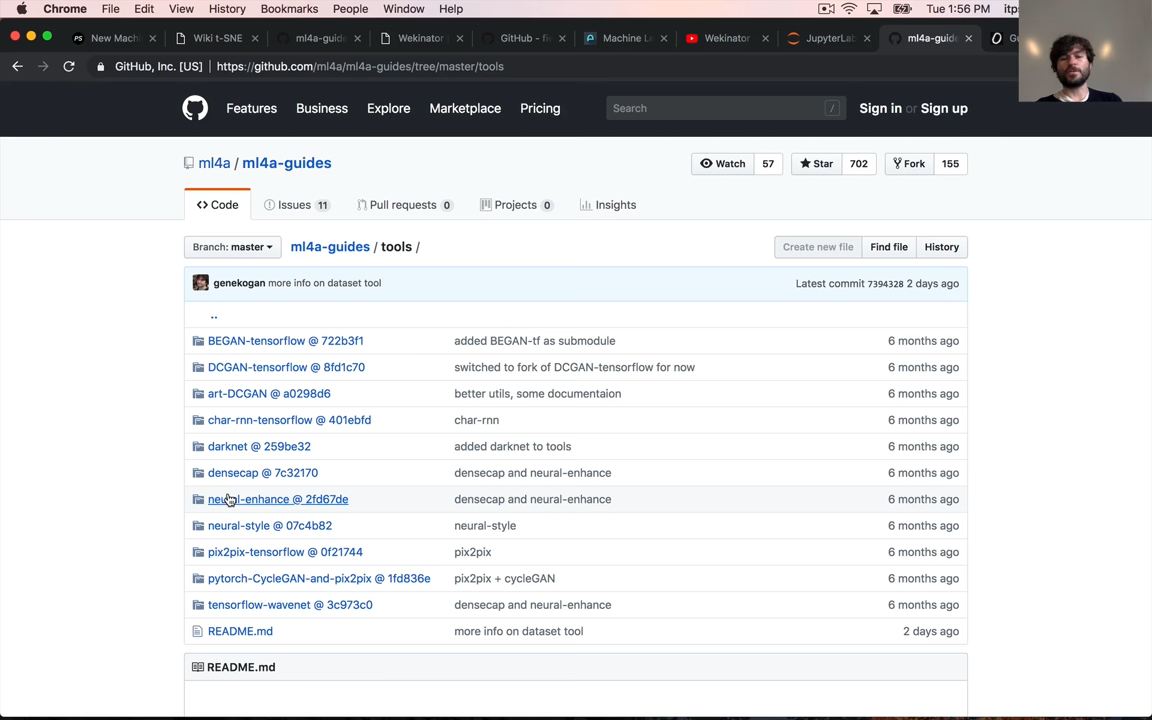 Chrome File Edit View History Bookmarks People Window Help Tue 1:56 PM itp
New Mach Wiki t-SNE ml4a-guid Wekinator GitHub - fi Machine L Wekinator JupyterLab ml4a-guid
GitHub, Inc. [US] https://github.com/ml4a/ml4a-guides/tree/master/tools
Features Business Explore Marketplace Pricing Search / Sign in or Sign up
ml4a / ml4a-guides Watch 57 Star 702 Fork 155
<> Code Issues 11 Pull requests 0 Projects 0 Insights
Branch: master ml4a-guides / tools / Create new file Find file History
genekogan more info on dataset tool Latest commit 7394328 2 days ago
..
BEGAN-tensorflow @ 722b3f1 added BEGAN-tf as submodule 6 months ago
DCGAN-tensorflow @ 8fd1c70 switched to fork of DCGAN-tensorflow for now 6 months ago
art-DCGAN @ a0298d6 better utils, some documentaion 6 months ago
char-rnn-tensorflow @ 401ebfd char-rnn 6 months ago
darknet @ 259be32 added darknet to tools 6 months ago
densecap @ 7c32170 densecap and neural-enhance 6 months ago
neural-enhance @ 2fd67de densecap and neural-enhance 6 months ago
neural-style @ 07c4b82 neural-style 6 months ago
pix2pix-tensorflow @ 0f21744 pix2pix 6 months ago
pytorch-CycleGAN-and-pix2pix @ 1fd836e pix2pix + cycleGAN 6 months ago
tensorflow-wavenet @ 3c973c0 densecap and neural-enhance 6 months ago
README.md more info on dataset tool 2 days ago
README.md